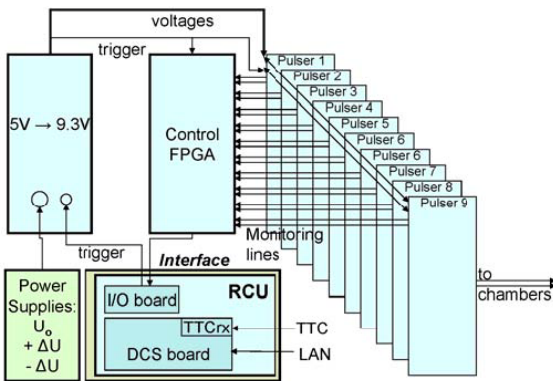 voltages
trigger
5V → 9.3V
Control
FPGA
Pulser 1
Pulser 2
Pulser 3
Pulser 4
Pulser 5
Pulser 6
Pulser 6
Pulser 7
Pulser 8
Pulser 9
Monitoring
lines
trigger
Interface
to
chambers
Power
Supplies:
U₀
+ ΔU
- ΔU
I/O board
RCU
TTCrx
DCS board
TTC
LAN